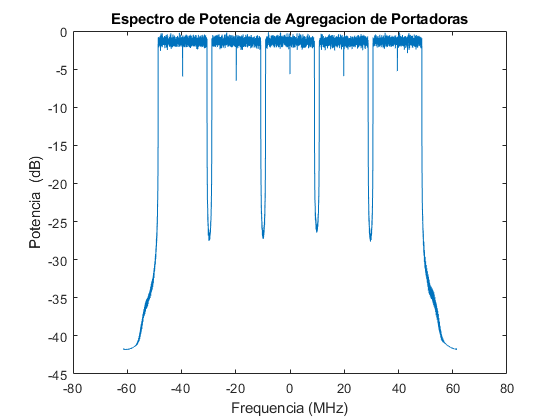 Espectro de Potencia de Agregacion de Portadoras
0
-5
-10
-15
-20
-25
-30
-35
-40
-45
Potencia (dB)
-80 -60 -40 -20 0 20 40 60 80
Frequencia (MHz)